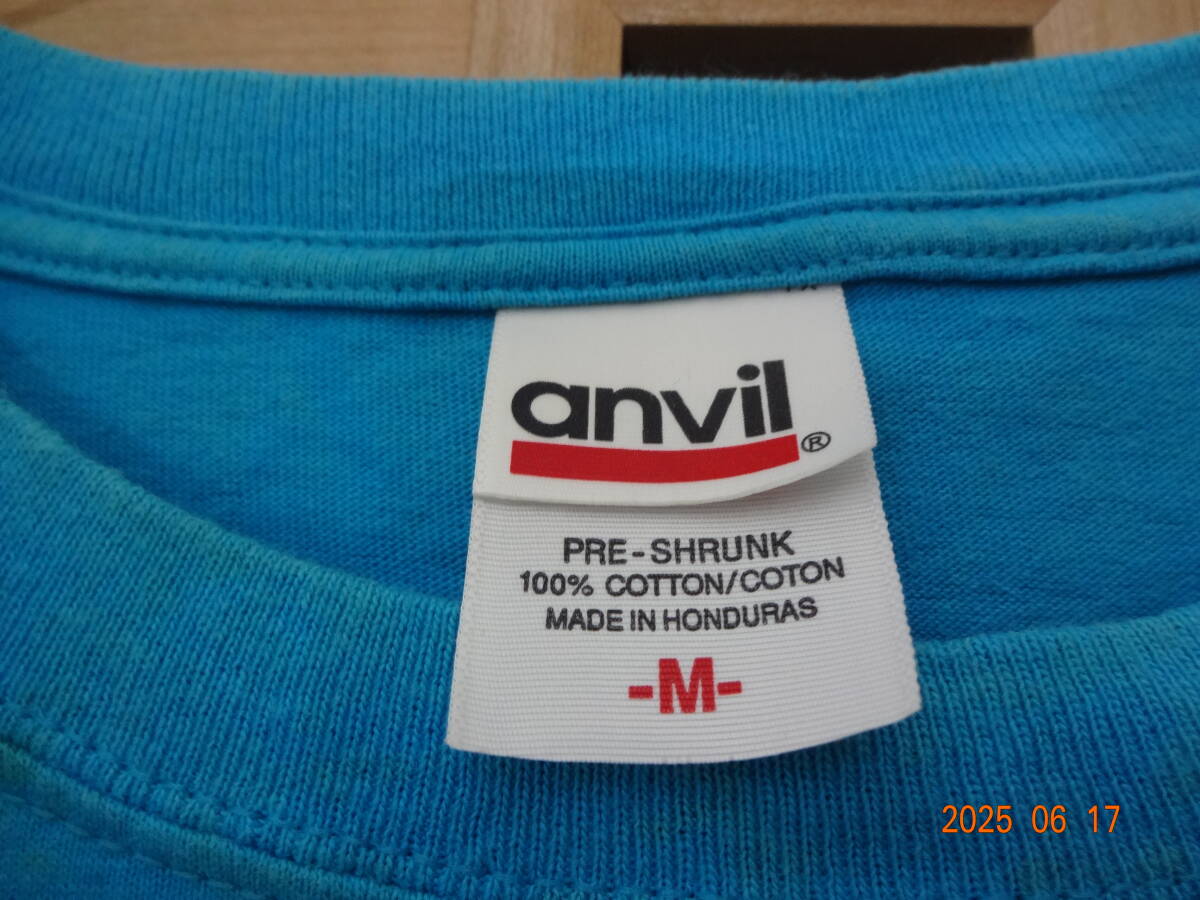 anvil®
PRE-SHRUNK
100% COTTON/COTON
MADE IN HONDURAS
-M-
2025 06 17